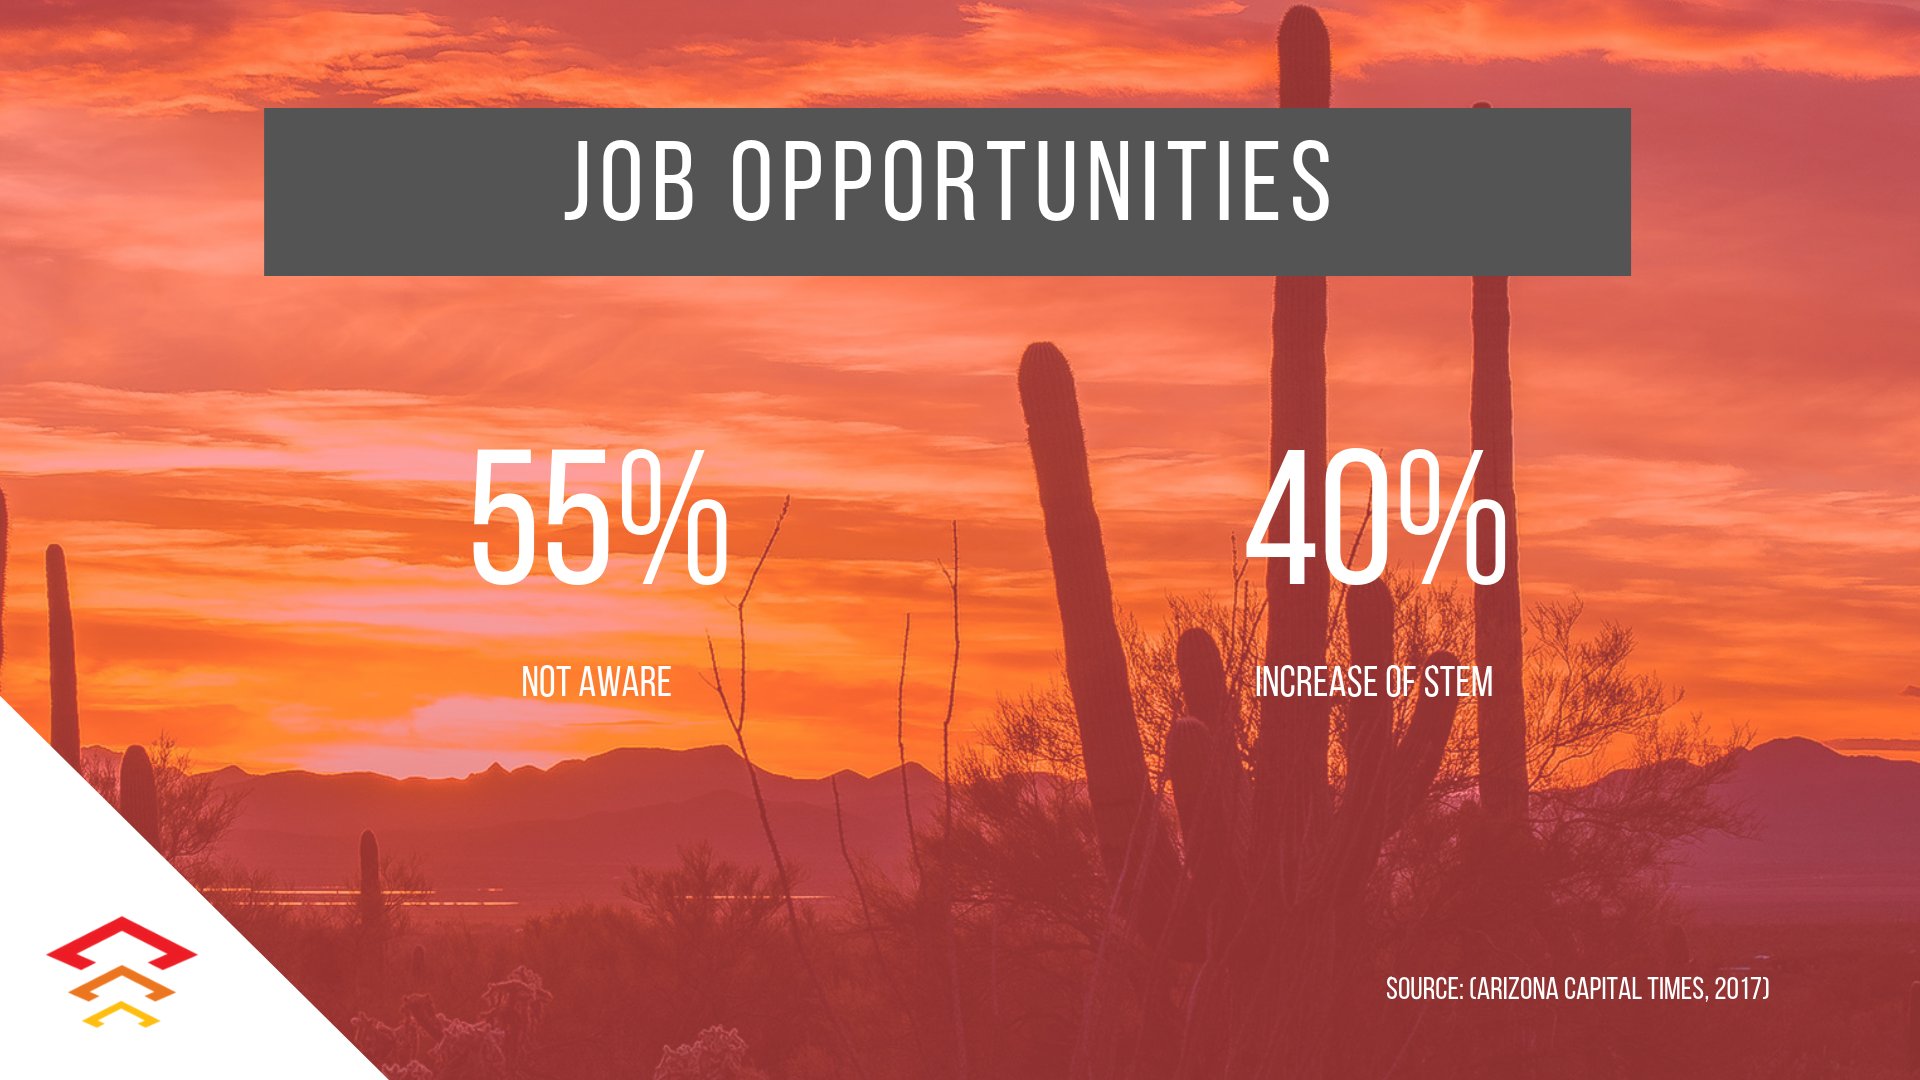 JOB OPPORTUNITIES
55%
40%
NOT AWARE
INCREASE OF STEM
SOURCE: (ARIZONA CAPITAL TIMES, 2017)